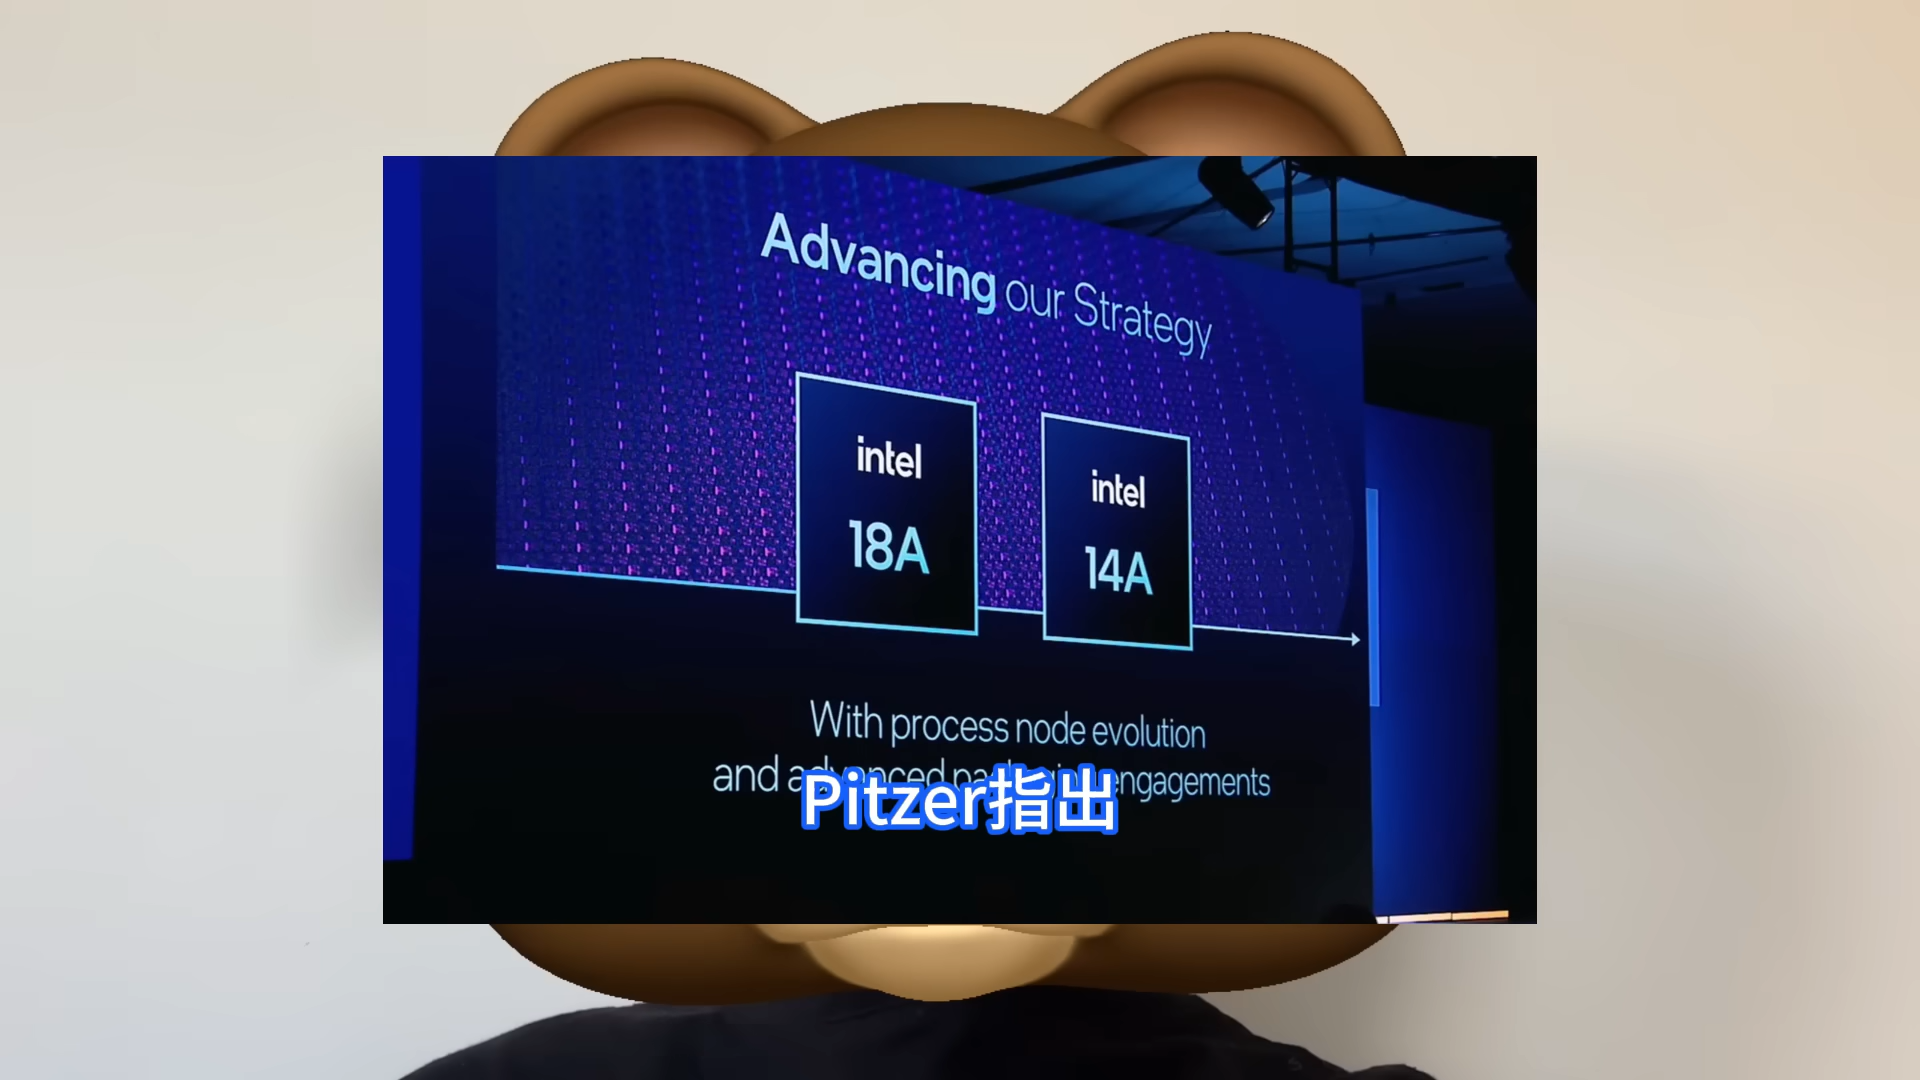 Advancing our Strategy
intel
18A
intel
14A
With process node evolution
and advanced engagements
Pitzer指出